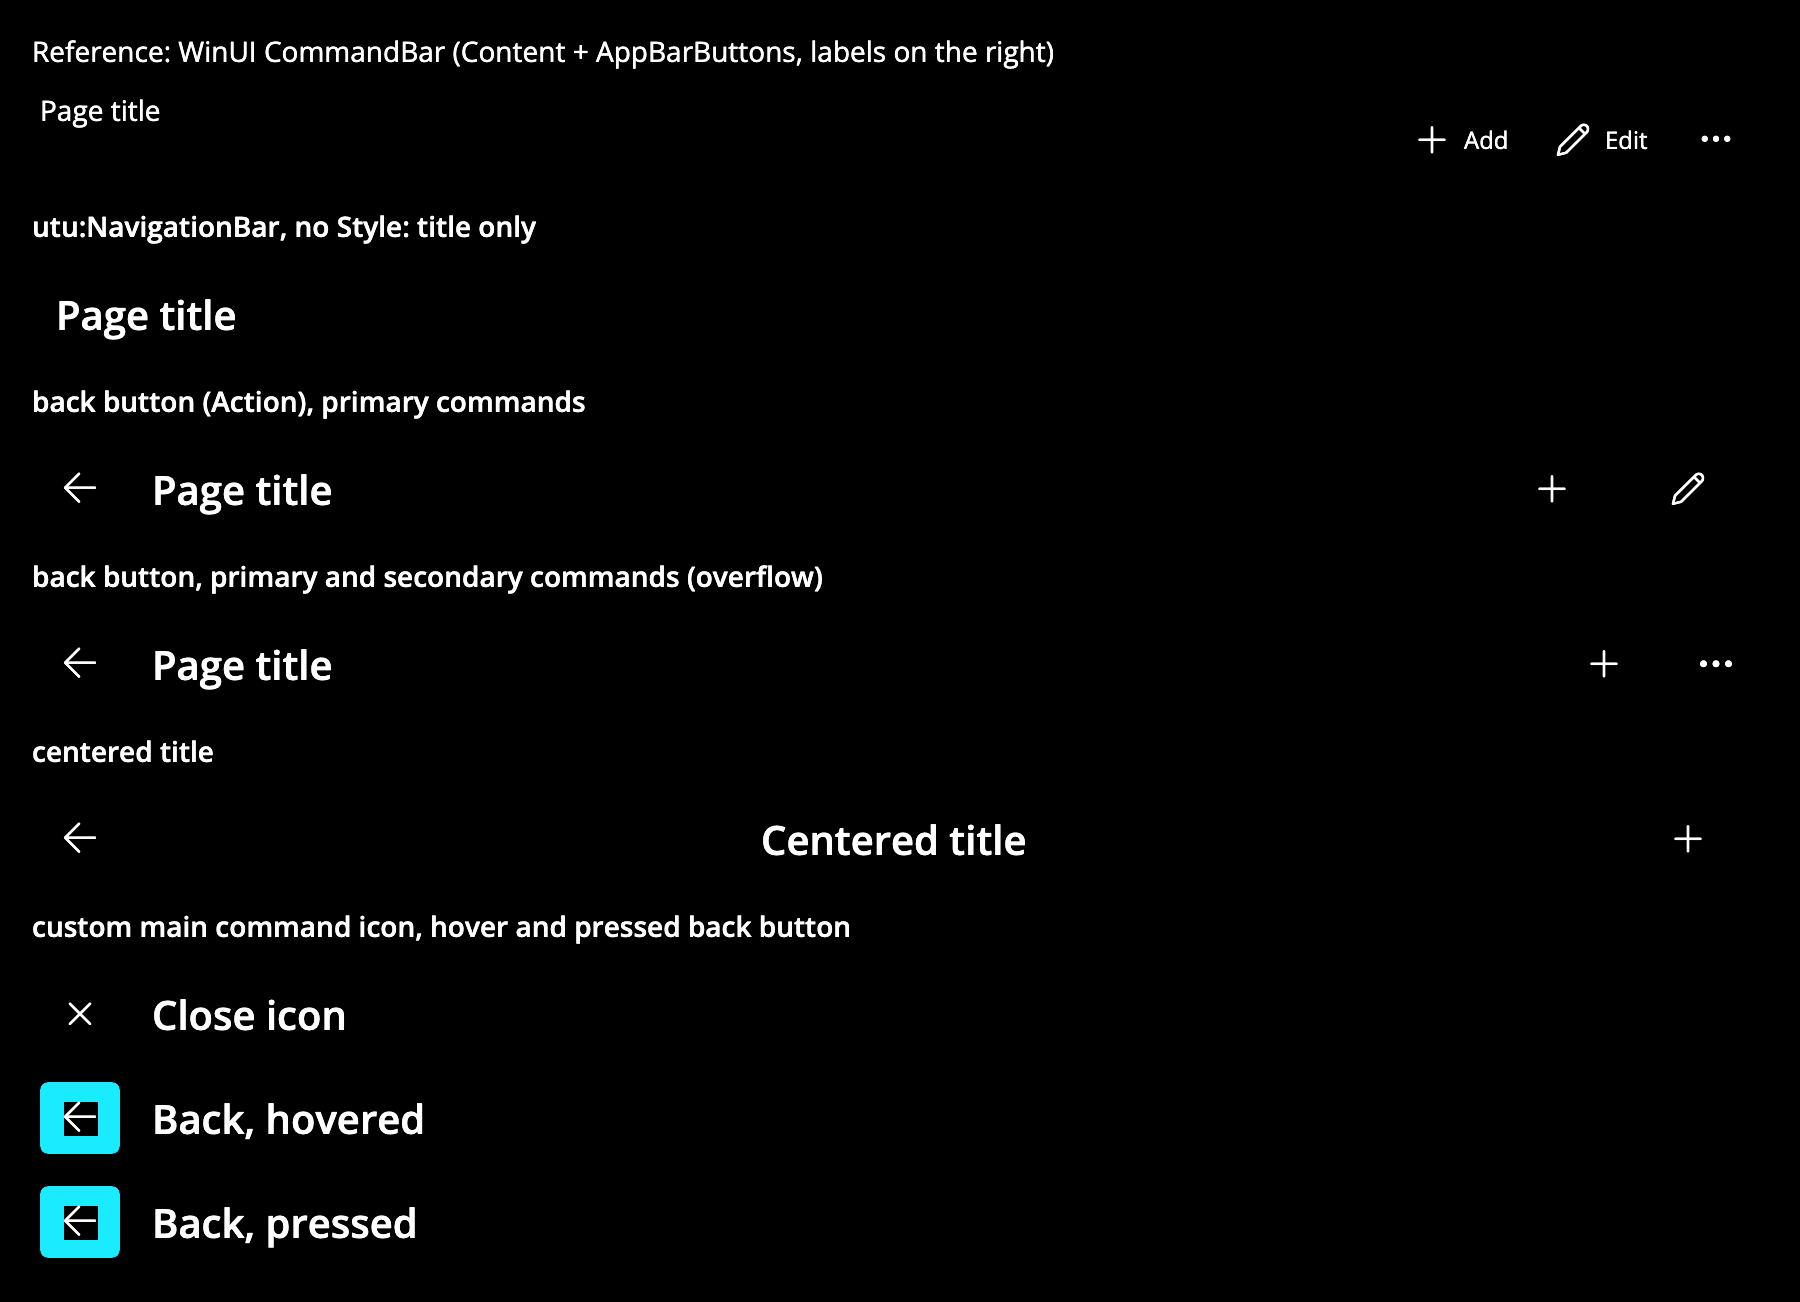 Reference: WinUI CommandBar (Content + AppBarButtons, labels on the right)
Page title
Add Edit
utu:NavigationBar, no Style: title only
Page title
back button (Action), primary commands
Page title
back button, primary and secondary commands (overflow)
Page title
centered title
Centered title
custom main command icon, hover and pressed back button
Close icon
Back, hovered
Back, pressed